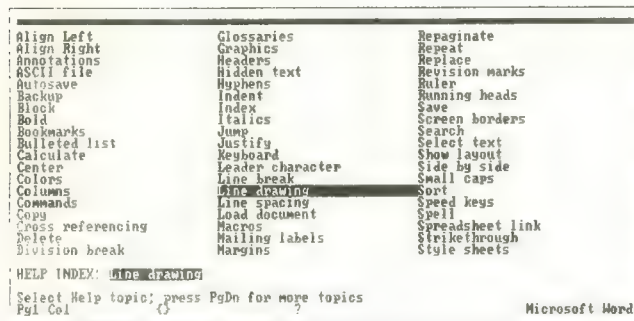 Align Left Glossaries Repaginate
Align Right Graphics Repeat
Annotations Headers Replace
ASCII file Hidden text Revision marks
Autosave Hyphens Ruler
Backup Indent Running heads
Block Index Save
Bold Italics Screen borders
Bookmarks Jump Search
Bulleted list Justify Select text
Calculate Keyboard Show layout
Center Leader character Side by side
Colors Line break Small caps
Columns Line drawing Sort
Commands Line spacing Speed keys
Copy Load document Spell
Cross referencing Macros Spreadsheet link
Delete Mailing labels Strikethrough
Division break Margins Style sheets
HELP INDEX: Line drawing
Select Help topic; press PgDn for more topics
Pg1 Col {} ? Microsoft Word